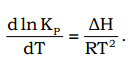 d ln K_P / dT = ΔH / RT² .